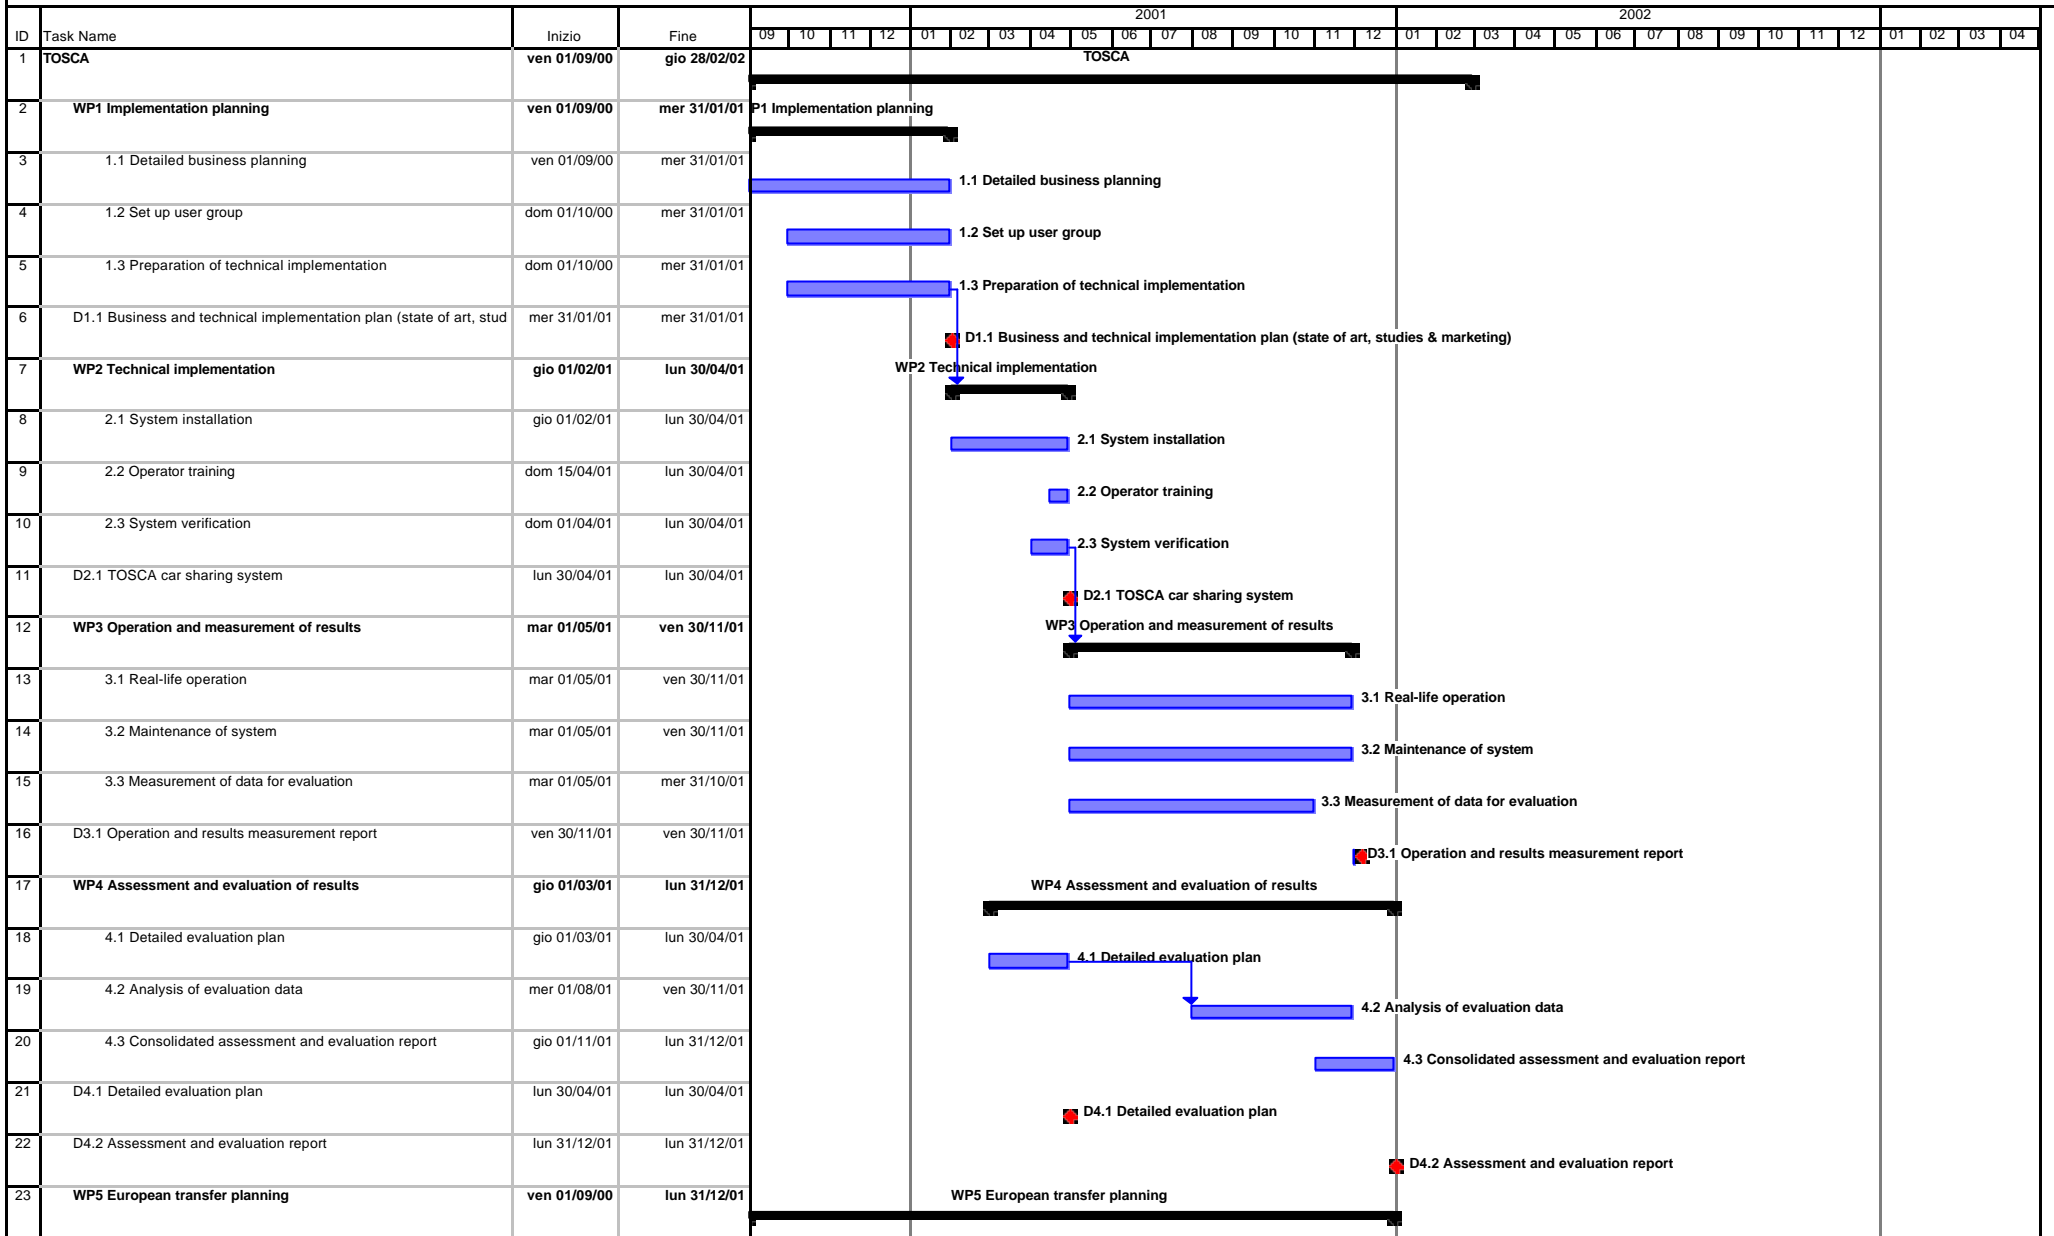 2001 2002
ID Task Name Inizio Fine 09 10 11 12 01 02 03 04 05 06 07 08 09 10 11 12 01 02 03 04 05 06 07 08 09 10 11 12 01 02 03 04
1 TOSCA ven 01/09/00 gio 28/02/02 TOSCA
2 WP1 Implementation planning ven 01/09/00 mer 31/01/01 P1 Implementation planning
3 1.1 Detailed business planning ven 01/09/00 mer 31/01/01
1.1 Detailed business planning
4 1.2 Set up user group dom 01/10/00 mer 31/01/01
1.2 Set up user group
5 1.3 Preparation of technical implementation dom 01/10/00 mer 31/01/01
1.3 Preparation of technical implementation
6 D1.1 Business and technical implementation plan (state of art, stud mer 31/01/01 mer 31/01/01
D1.1 Business and technical implementation plan (state of art, studies & marketing)
7 WP2 Technical implementation gio 01/02/01 lun 30/04/01 WP2 Technical implementation
8 2.1 System installation gio 01/02/01 lun 30/04/01
2.1 System installation
9 2.2 Operator training dom 15/04/01 lun 30/04/01
2.2 Operator training
10 2.3 System verification dom 01/04/01 lun 30/04/01
2.3 System verification
11 D2.1 TOSCA car sharing system lun 30/04/01 lun 30/04/01
D2.1 TOSCA car sharing system
12 WP3 Operation and measurement of results mar 01/05/01 ven 30/11/01 WP3 Operation and measurement of results
13 3.1 Real-life operation mar 01/05/01 ven 30/11/01
3.1 Real-life operation
14 3.2 Maintenance of system mar 01/05/01 ven 30/11/01
3.2 Maintenance of system
15 3.3 Measurement of data for evaluation mar 01/05/01 mer 31/10/01
3.3 Measurement of data for evaluation
16 D3.1 Operation and results measurement report ven 30/11/01 ven 30/11/01
D3.1 Operation and results measurement report
17 WP4 Assessment and evaluation of results gio 01/03/01 lun 31/12/01 WP4 Assessment and evaluation of results
18 4.1 Detailed evaluation plan gio 01/03/01 lun 30/04/01
4.1 Detailed evaluation plan
19 4.2 Analysis of evaluation data mer 01/08/01 ven 30/11/01
4.2 Analysis of evaluation data
20 4.3 Consolidated assessment and evaluation report gio 01/11/01 lun 31/12/01
4.3 Consolidated assessment and evaluation report
21 D4.1 Detailed evaluation plan lun 30/04/01 lun 30/04/01
D4.1 Detailed evaluation plan
22 D4.2 Assessment and evaluation report lun 31/12/01 lun 31/12/01
D4.2 Assessment and evaluation report
23 WP5 European transfer planning ven 01/09/00 lun 31/12/01 WP5 European transfer planning